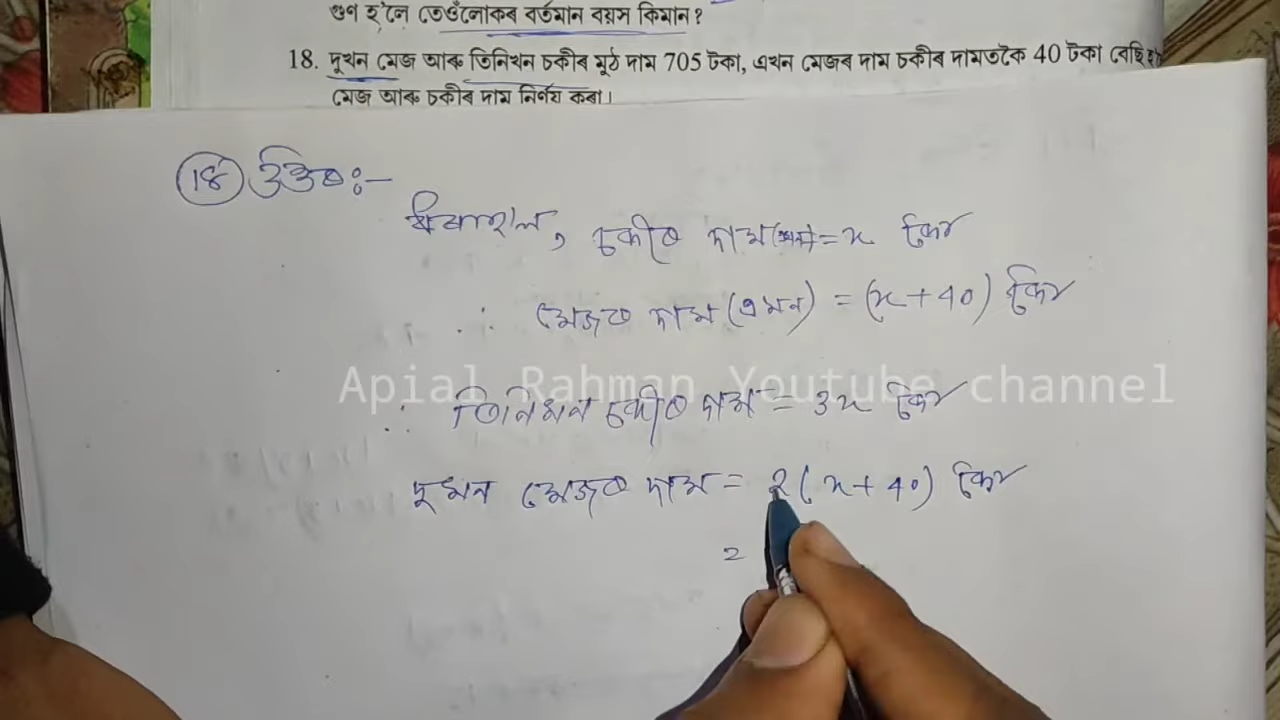 গুণ হ'লে তেওঁলোকৰ বৰ্তমান বয়স কিমান?
18. দুখন মেজ আৰু তিনিখন চকীৰ মুঠ দাম 705 টকা, এখন মেজৰ দাম চকীৰ দামতকৈ 40 টকা বেছি
মেজ আৰু চকীৰ দাম নিৰ্ণয় কৰা।
18 উত্তৰঃ-
ধৰাহ'ল, চকীৰ দাম = x টকা
∴ মেজৰ দাম (এখন) = (x + 40) টকা
Apial Rahman Youtube channel
∴ তিনিখন চকীৰ দাম = 3x টকা
দুখন মেজৰ দাম = 2(x + 40) টকা
=